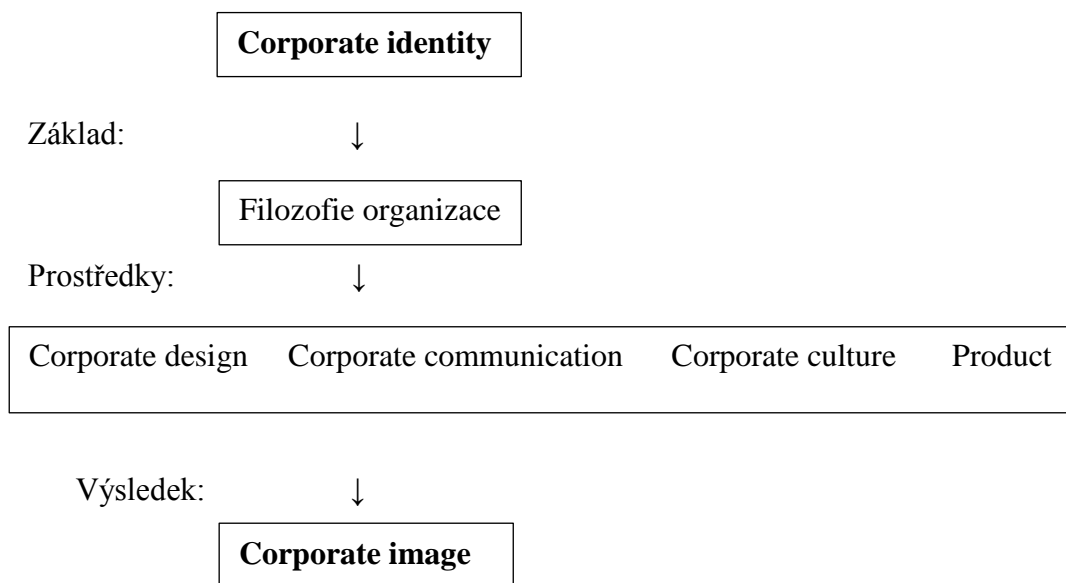 Corporate identity
Základ: ↓
Filozofie organizace
Prostředky: ↓
Corporate design Corporate communication Corporate culture Product
Výsledek: ↓
Corporate image